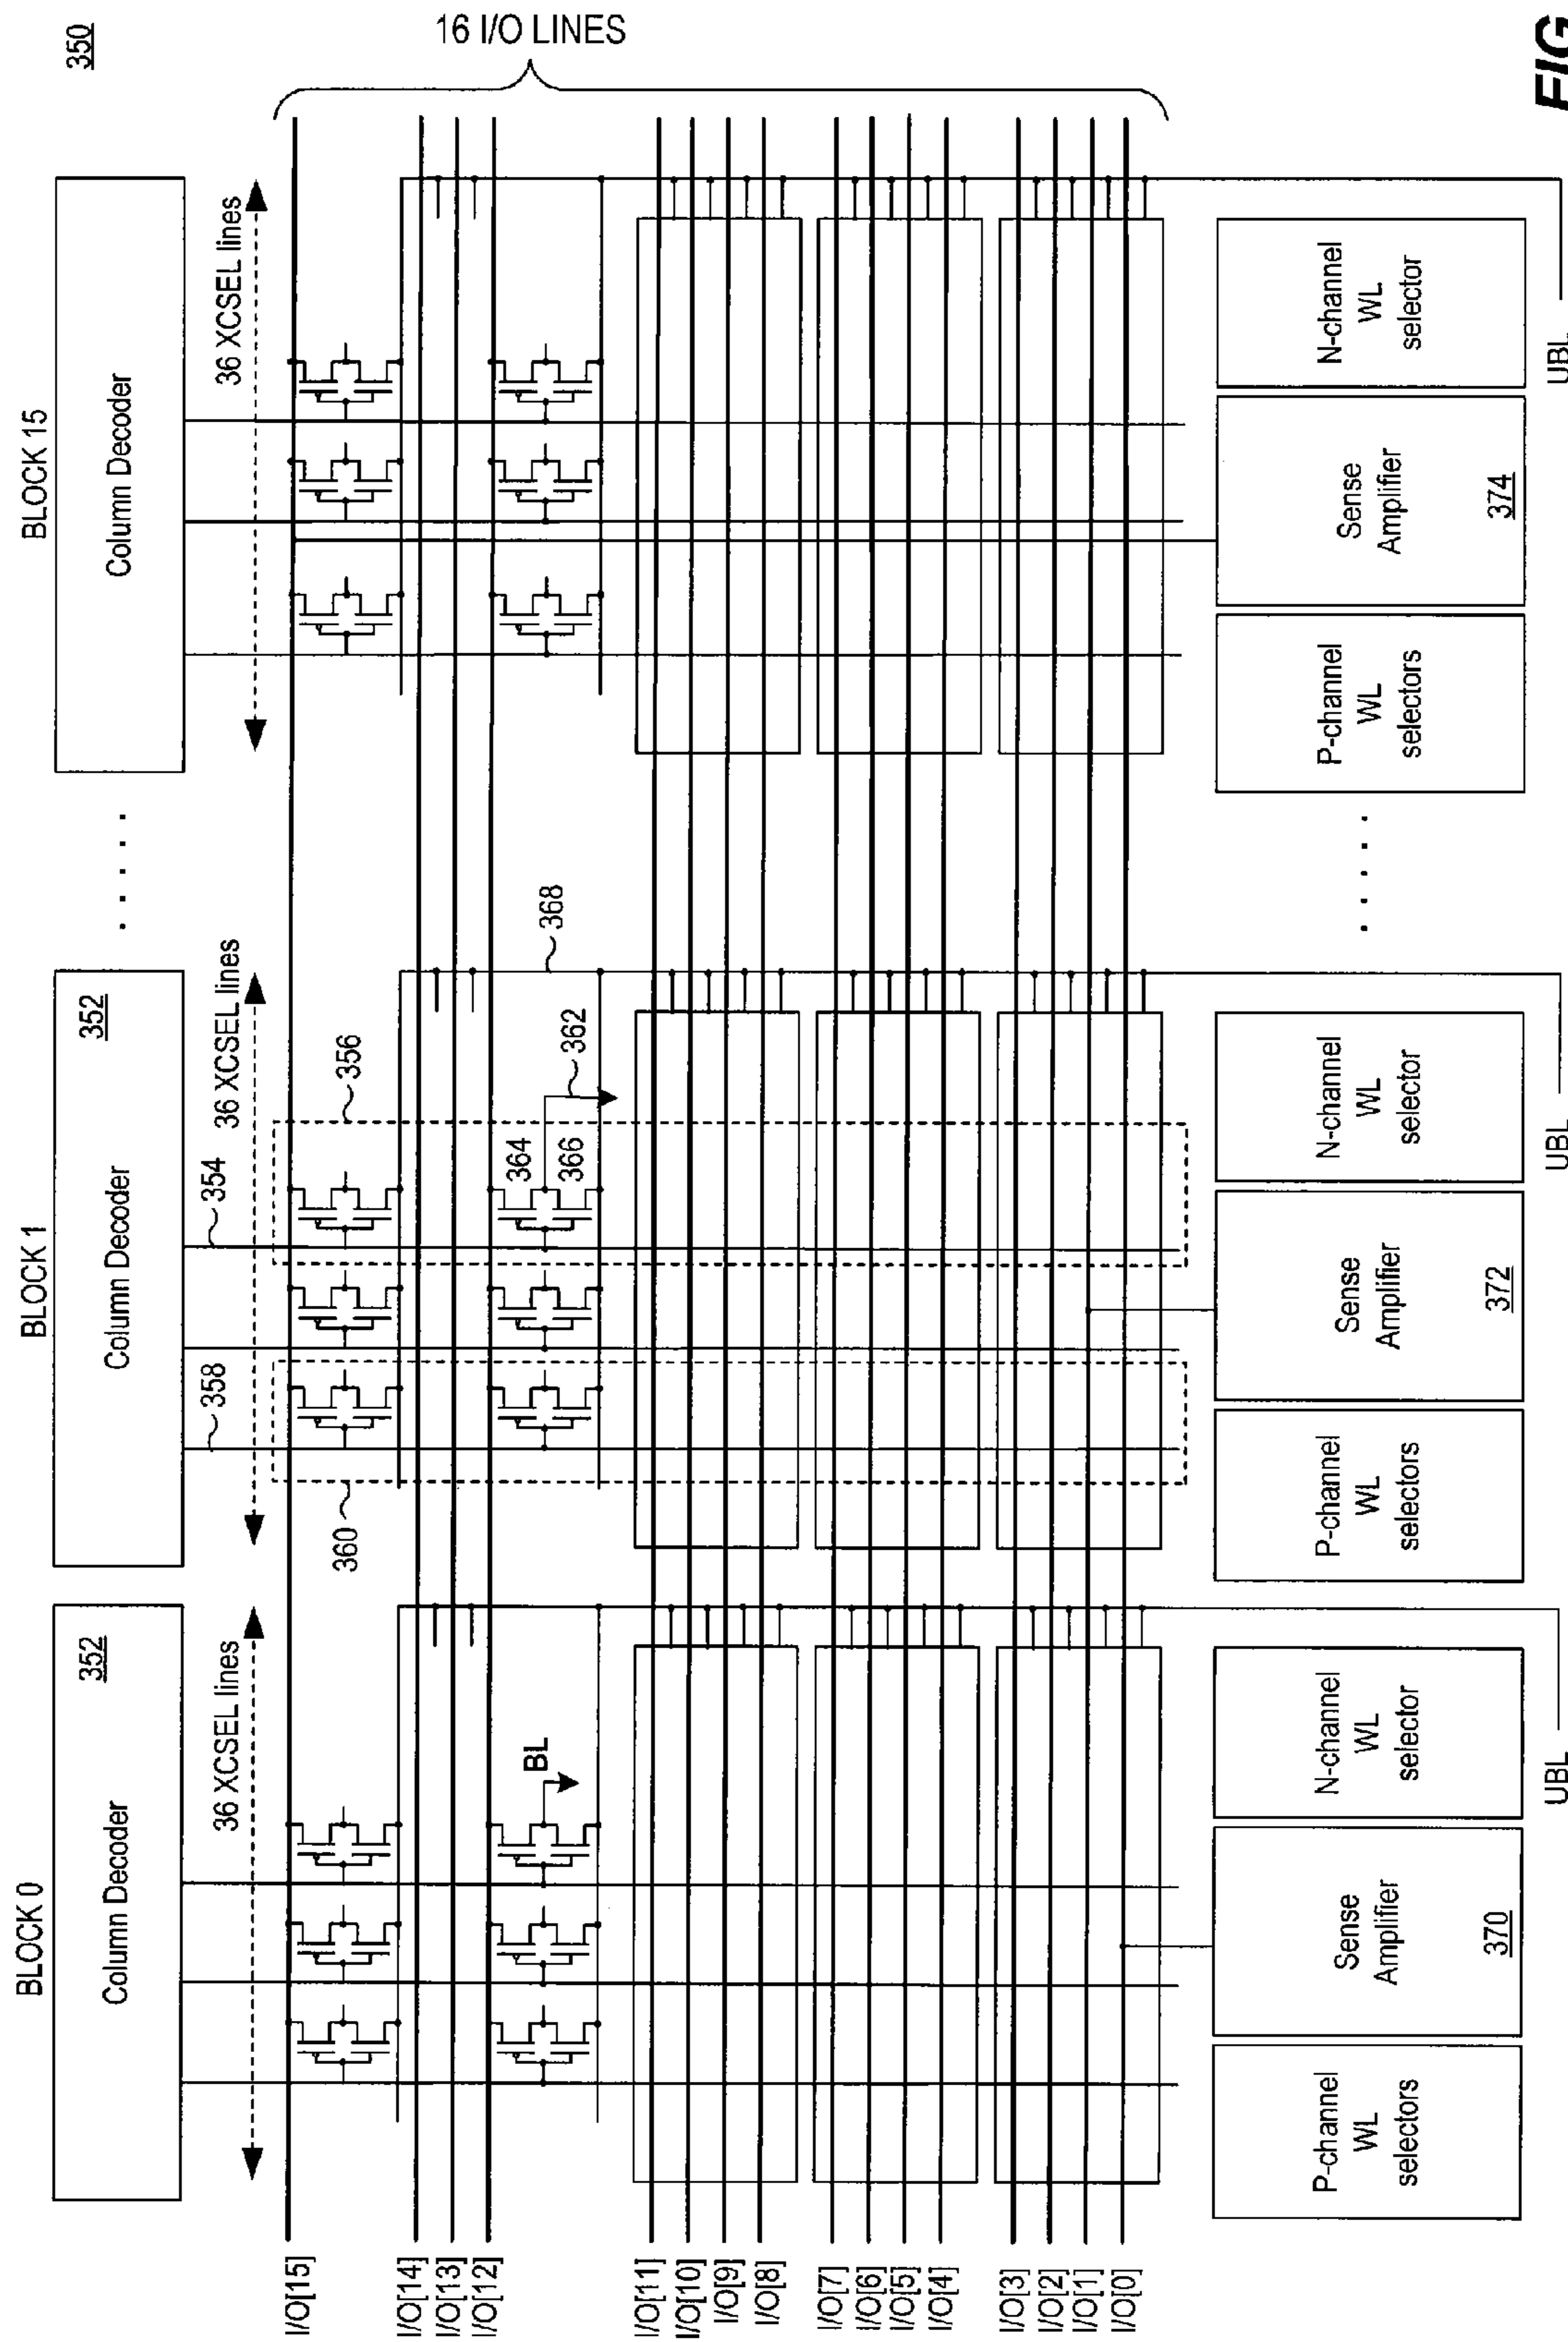 350
16 I/O LINES
FIG
BLOCK 0
BLOCK 1
BLOCK 15
Column Decoder
352
Column Decoder
352
. . . . .
Column Decoder
36 XCSEL lines
36 XCSEL lines
36 XCSEL lines
358
354
360
356
BL
364
366
362
368
I/O[15]
I/O[14]
I/O[13]
I/O[12]
I/O[11]
I/O[10]
I/O[9]
I/O[8]
I/O[7]
I/O[6]
I/O[5]
I/O[4]
I/O[3]
I/O[2]
I/O[1]
I/O[0]
P-channel
WL
selectors
Sense
Amplifier
370
N-channel
WL
selector
UBL
P-channel
WL
selectors
Sense
Amplifier
372
N-channel
WL
selector
UBL
. . . . .
P-channel
WL
selectors
Sense
Amplifier
374
N-channel
WL
selector
UBL